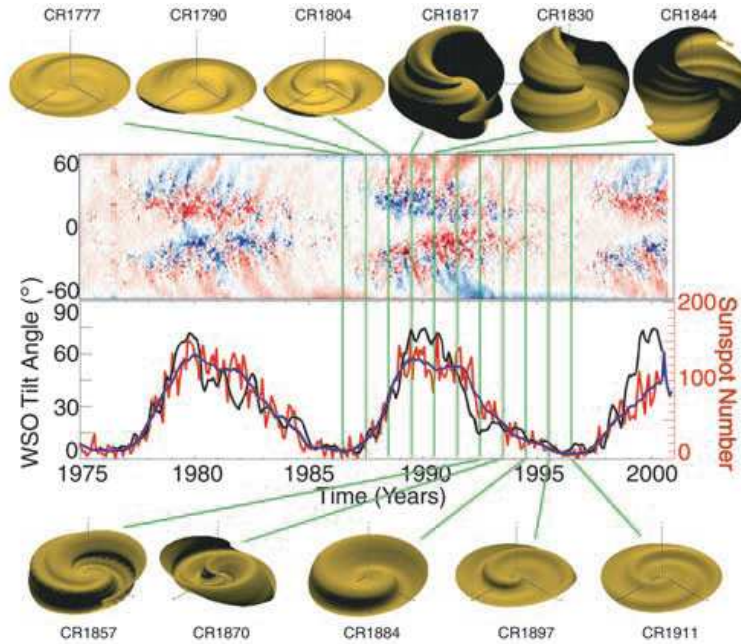 CR1777 CR1790 CR1804 CR1817 CR1830 CR1844
60
0
-60
90
60
30
0
WSO Tilt Angle (°)
200
100
0
Sunspot Number
1975 1980 1985 1990 1995 2000
Time (Years)
CR1857 CR1870 CR1884 CR1897 CR1911